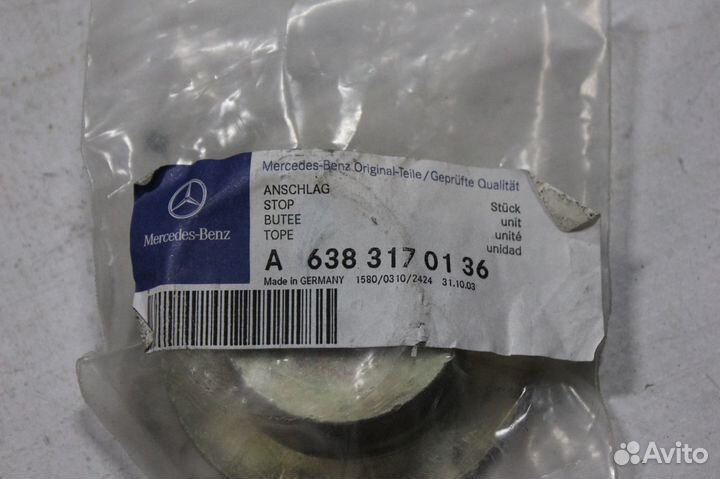 Mercedes-Benz Original-Teile/Geprüfte Qualität
ANSCHLAG
STOP
BUTEE
TOPE
Stück
unit
unité
unidad
Mercedes-Benz
A 638 317 01 36
Made in GERMANY 1580/0310/2424 31.10.03
Avito